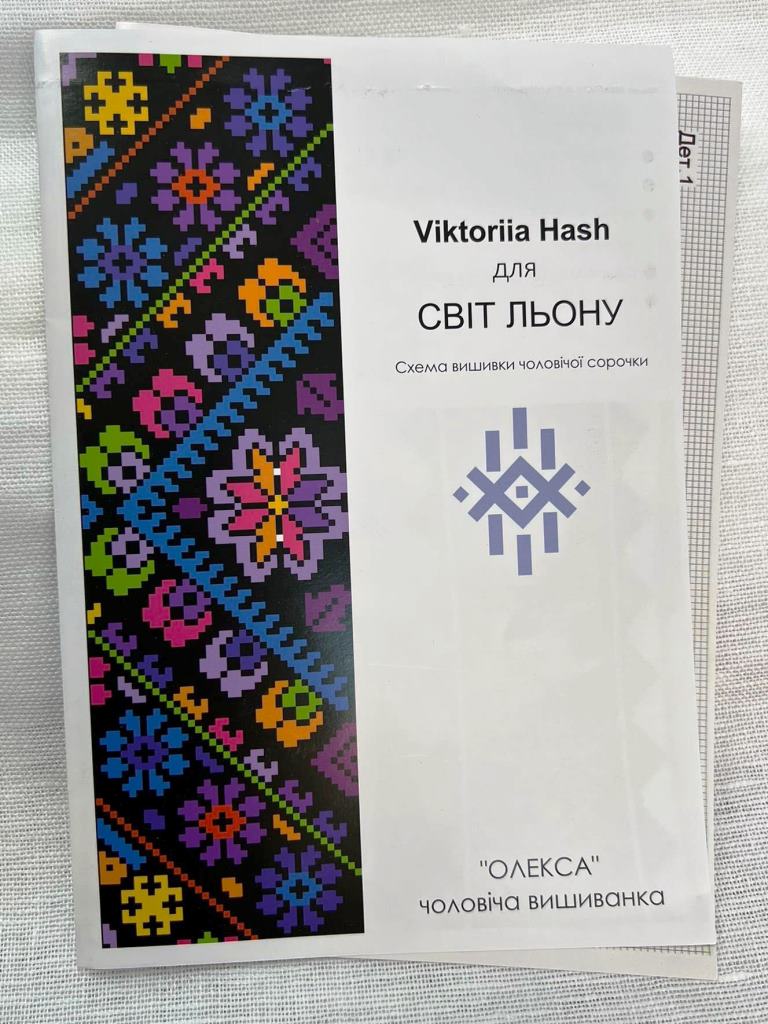 Viktoriia Hash
для
СВІТ ЛЬОНУ
Схема вишивки чоловічої сорочки
"ОЛЕКСА"
чоловіча вишиванка
Дет. 1